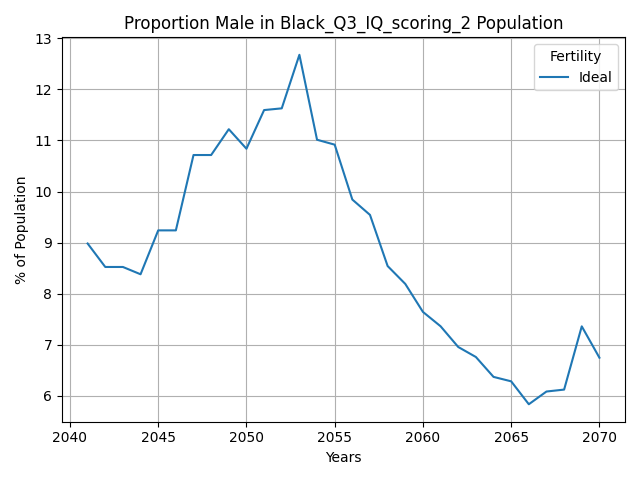 Proportion Male in Black_Q3_IQ_scoring_2 Population
13
12
11
10
9
8
7
6
% of Population
Fertility
Ideal
2040 2045 2050 2055 2060 2065 2070
Years